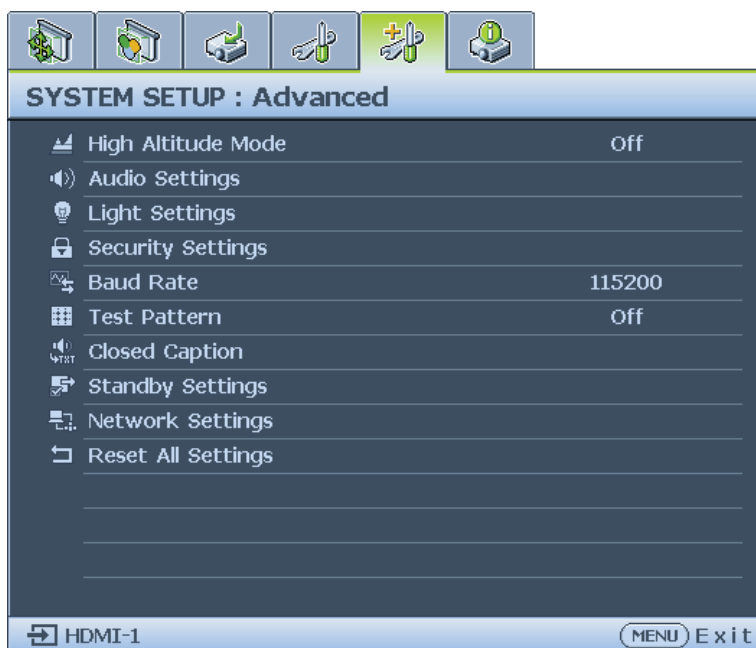 SYSTEM SETUP : Advanced
High Altitude Mode Off
Audio Settings
Light Settings
Security Settings
Baud Rate 115200
Test Pattern Off
TXT Closed Caption
Standby Settings
Network Settings
Reset All Settings
HDMI-1 MENU Exit